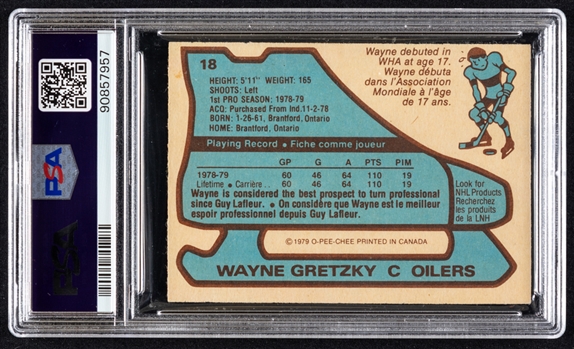 90857957
PSA
PSA
18
HEIGHT: 5'11" WEIGHT: 165
SHOOTS: Left
1st PRO SEASON: 1978-79
ACQ: Purchased From Ind.11-2-78
BORN: 1-26-61, Brantford, Ontario
HOME: Brantford, Ontario
Wayne debuted in
WHA at age 17.
Wayne débuta
dans l'Association
Mondiale à l'âge
de 17 ans.
Playing Record • Fiche comme joueur
GP G A PTS PIM
1978-79 60 46 64 110 19
Lifetime • Carrière 60 46 64 110 19
Wayne is considered the best prospect to turn professional
since Guy Lafleur. • On considère que Wayne est le meilleur
espoir professionnel depuis Guy Lafleur.
Look for
NHL Products
Recherchez
les produits
de la LNH
©1979 O-PEE-CHEE PRINTED IN CANADA
WAYNE GRETZKY C OILERS